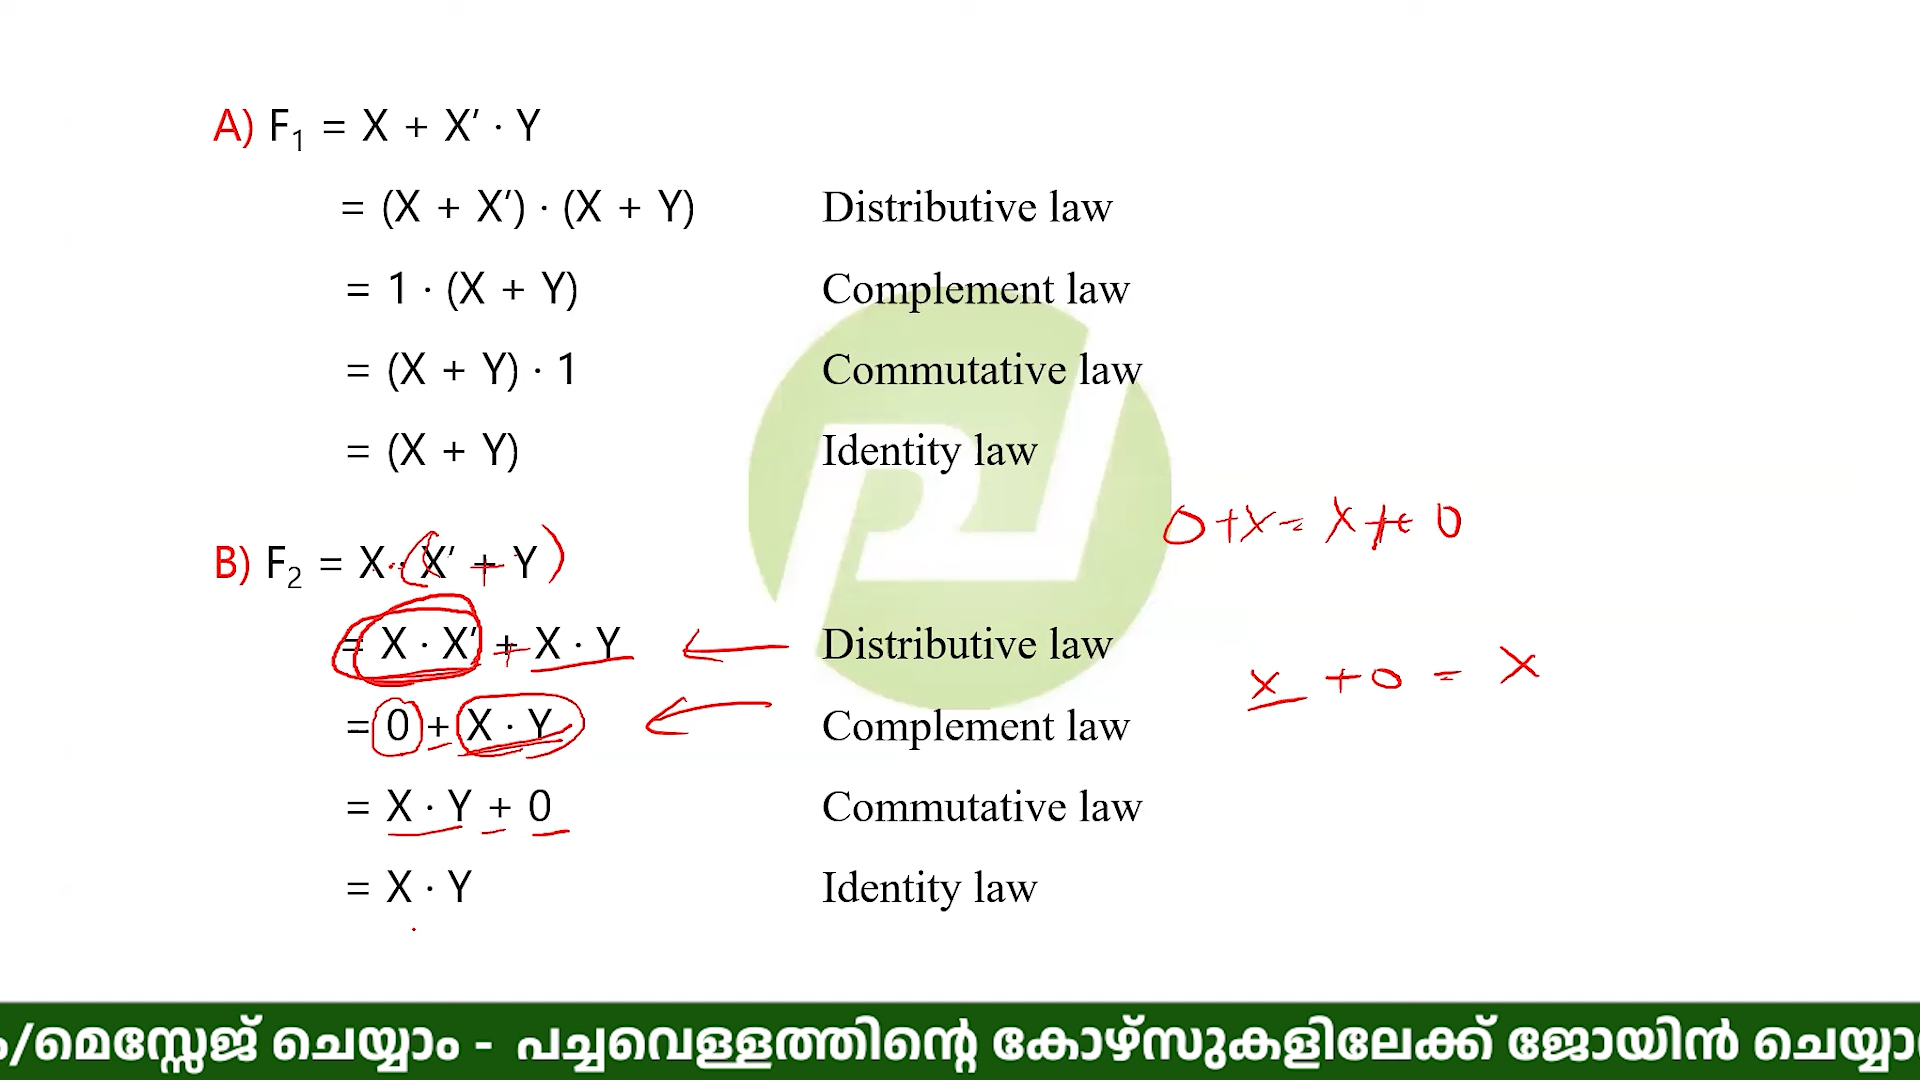 A) F₁ = X + X′ · Y
= (X + X′) · (X + Y) Distributive law
= 1 · (X + Y) Complement law
= (X + Y) · 1 Commutative law
= (X + Y) Identity law
0 + X = X + 0
B) F₂ = X · (X′ + Y)
= X · X′ + X · Y Distributive law
x + 0 = X
= 0 + X · Y Complement law
= X · Y + 0 Commutative law
= X · Y Identity law
/മെസ്സേജ് ചെയ്യാം - പച്ചവെള്ളത്തിന്റെ കോഴ്സുകളിലേക്ക് ജോയിൻ